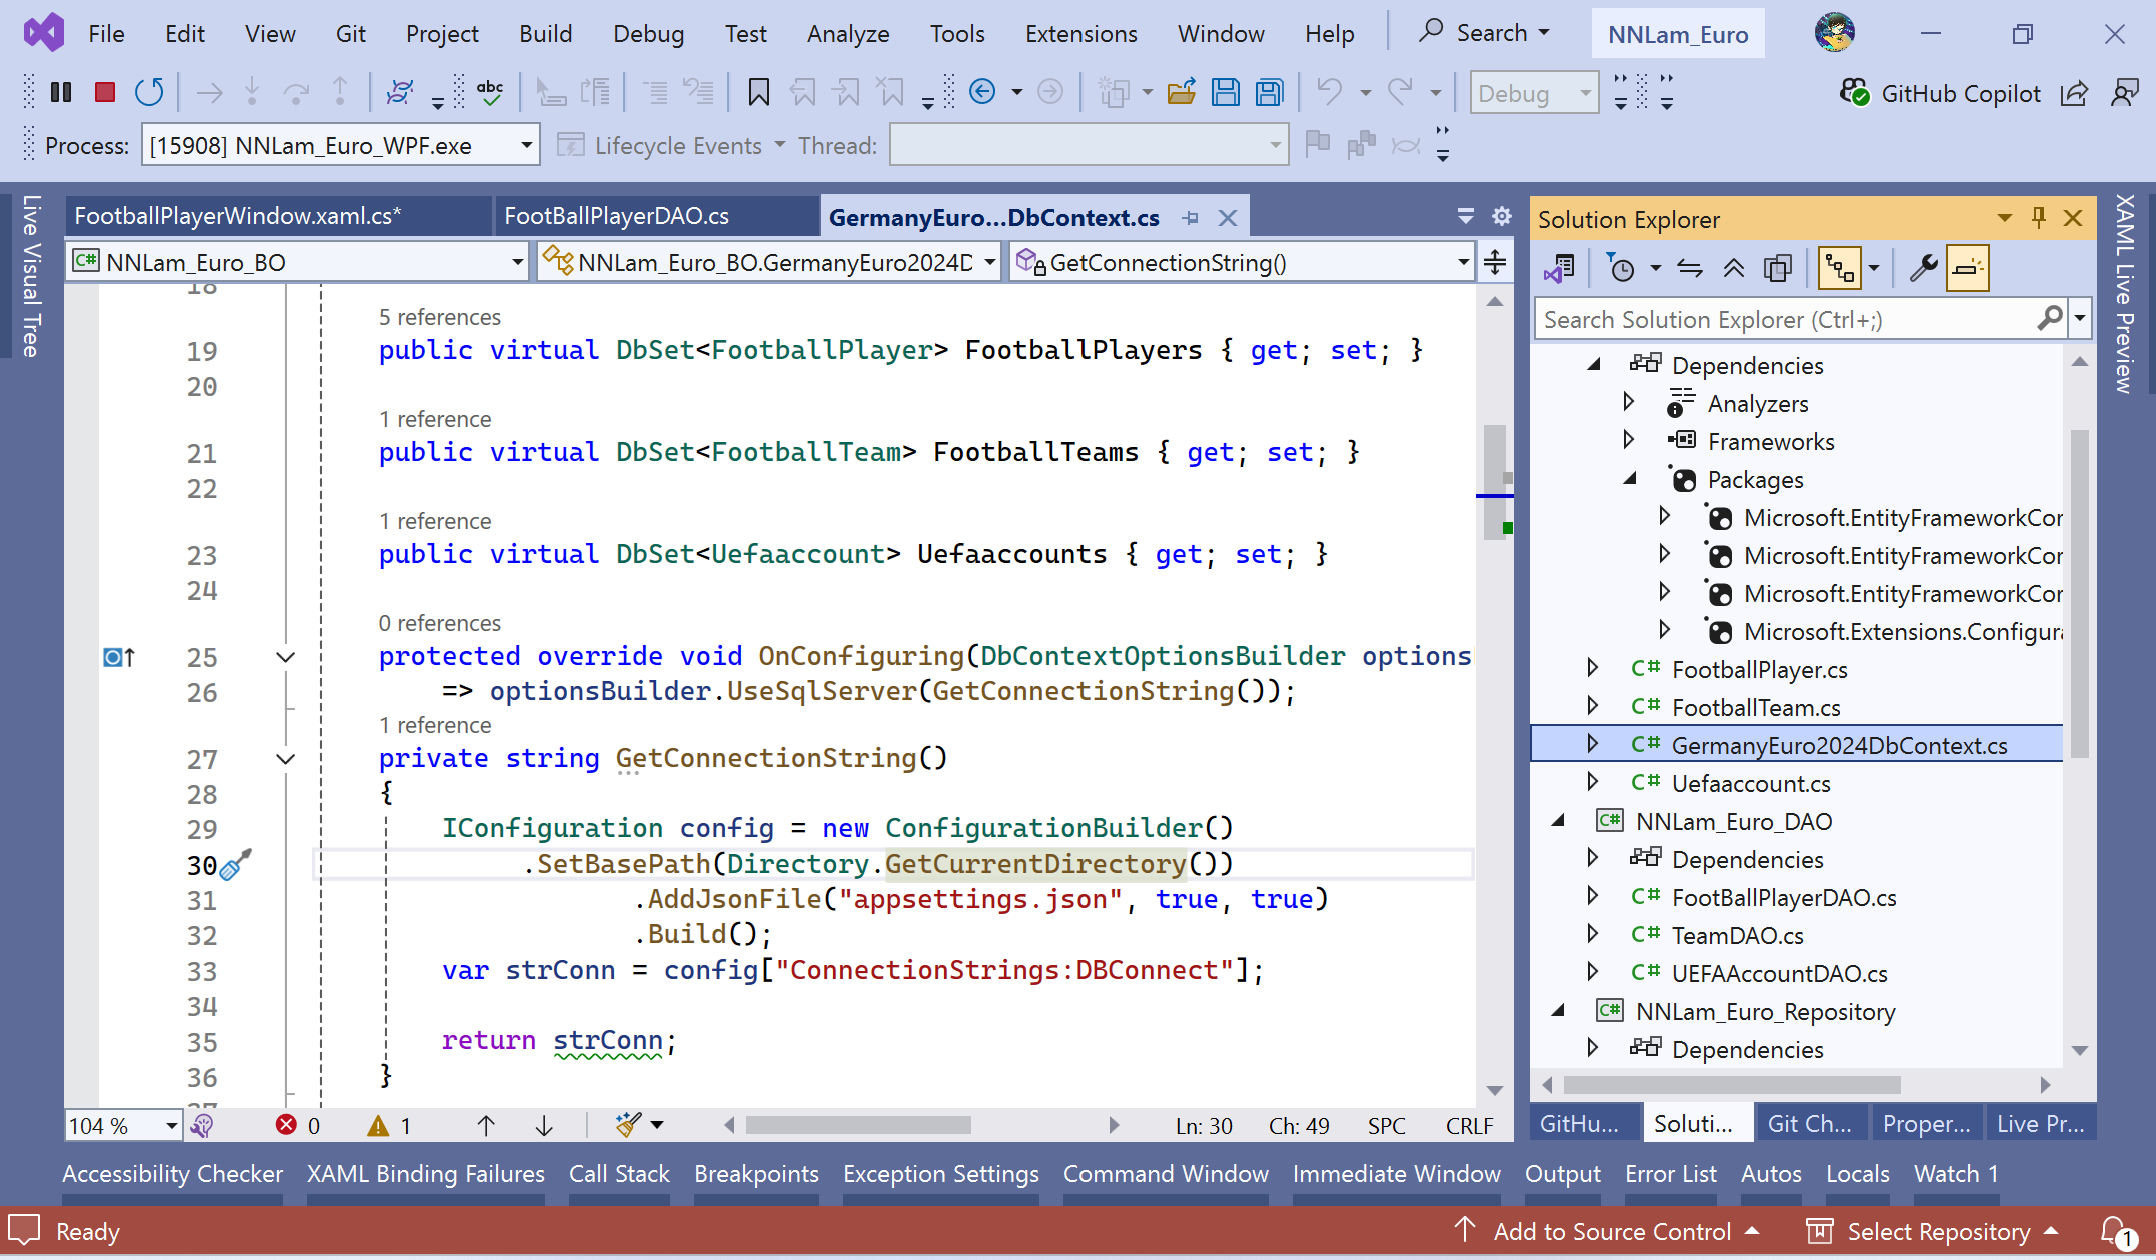 File Edit View Git Project Build Debug Test Analyze Tools Extensions Window Help Search NNLam_Euro
abc Debug GitHub Copilot
Process: [15908] NNLam_Euro_WPF.exe Lifecycle Events Thread:
Live Visual Tree
FootballPlayerWindow.xaml.cs* FootBallPlayerDAO.cs GermanyEuro...DbContext.cs
C# NNLam_Euro_BO NNLam_Euro_BO.GermanyEuro2024D GetConnectionString()
18
5 references
19 public virtual DbSet<FootballPlayer> FootballPlayers { get; set; }
20
1 reference
21 public virtual DbSet<FootballTeam> FootballTeams { get; set; }
22
1 reference
23 public virtual DbSet<Uefaaccount> Uefaaccounts { get; set; }
24
0 references
25 protected override void OnConfiguring(DbContextOptionsBuilder options
26 => optionsBuilder.UseSqlServer(GetConnectionString());
1 reference
27 private string GetConnectionString()
28 {
29 IConfiguration config = new ConfigurationBuilder()
30 .SetBasePath(Directory.GetCurrentDirectory())
31 .AddJsonFile("appsettings.json", true, true)
32 .Build();
33 var strConn = config["ConnectionStrings:DBConnect"];
34
35 return strConn;
36 }
104 % 0 1 Ln: 30 Ch: 49 SPC CRLF
Solution Explorer
Search Solution Explorer (Ctrl+;)
Dependencies
Analyzers
Frameworks
Packages
Microsoft.EntityFrameworkCor
Microsoft.EntityFrameworkCor
Microsoft.EntityFrameworkCor
Microsoft.Extensions.Configura
C# FootballPlayer.cs
C# FootballTeam.cs
C# GermanyEuro2024DbContext.cs
C# Uefaaccount.cs
C# NNLam_Euro_DAO
Dependencies
C# FootBallPlayerDAO.cs
C# TeamDAO.cs
C# UEFAAccountDAO.cs
C# NNLam_Euro_Repository
Dependencies
GitHu... Soluti... Git Ch... Proper... Live Pr...
XAML Live Preview
Accessibility Checker XAML Binding Failures Call Stack Breakpoints Exception Settings Command Window Immediate Window Output Error List Autos Locals Watch 1
Ready Add to Source Control Select Repository 1